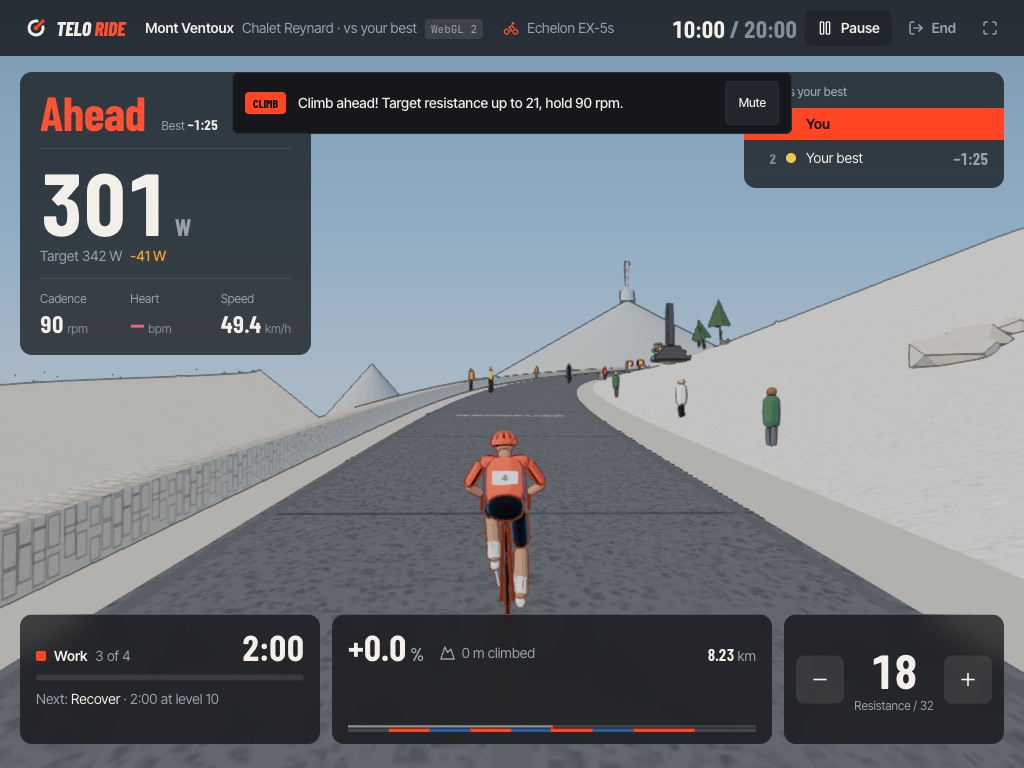 TELO RIDE Mont Ventoux Chalet Reynard · vs your best WebGL 2 Echelon EX-5s 10:00 / 20:00 Pause End
CLIMB Climb ahead! Target resistance up to 21, hold 90 rpm. Mute
s your best
Ahead Best −1:25
You
2 Your best −1:25
301 W
Target 342 W -41 W
Cadence Heart Speed
90 rpm — bpm 49.4 km/h
4
Work 3 of 4 2:00
Next: Recover · 2:00 at level 10
+0.0 % 0 m climbed 8.23 km
− 18 +
Resistance / 32